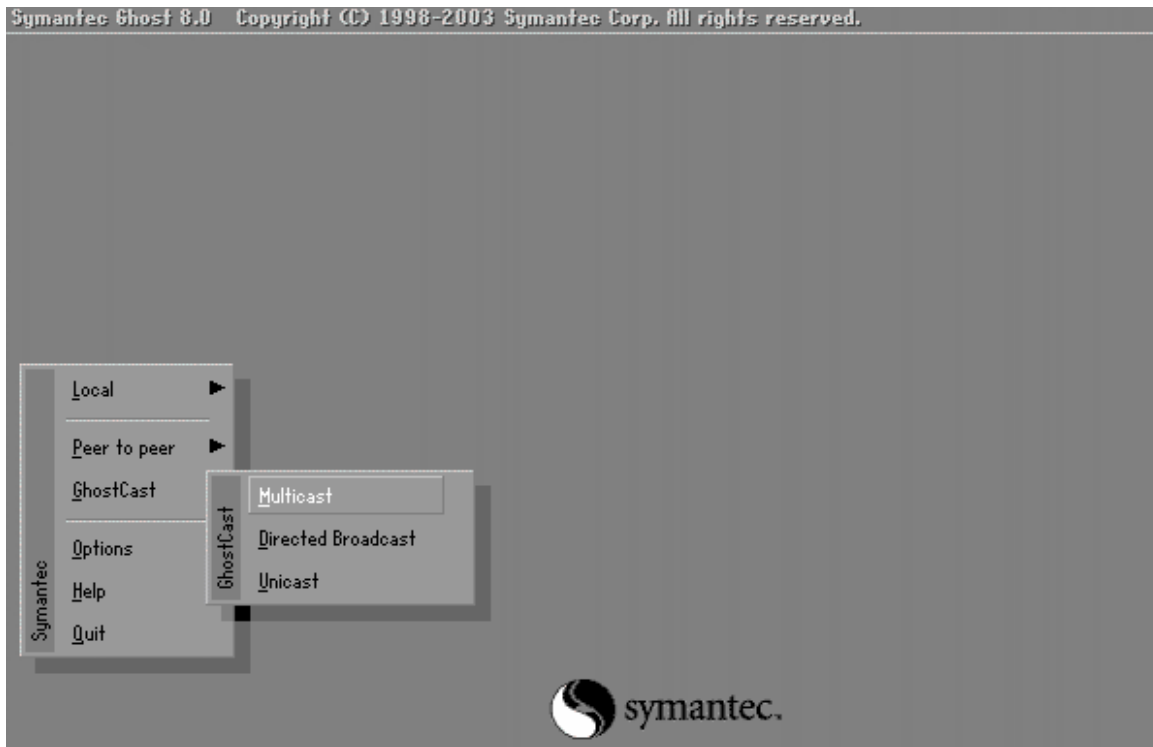 Symantec Ghost 8.0 Copyright (C) 1998-2003 Symantec Corp. All rights reserved.
Symantec
Local
Peer to peer
GhostCast
Options
Help
Quit
GhostCast
Multicast
Directed Broadcast
Unicast
symantec.